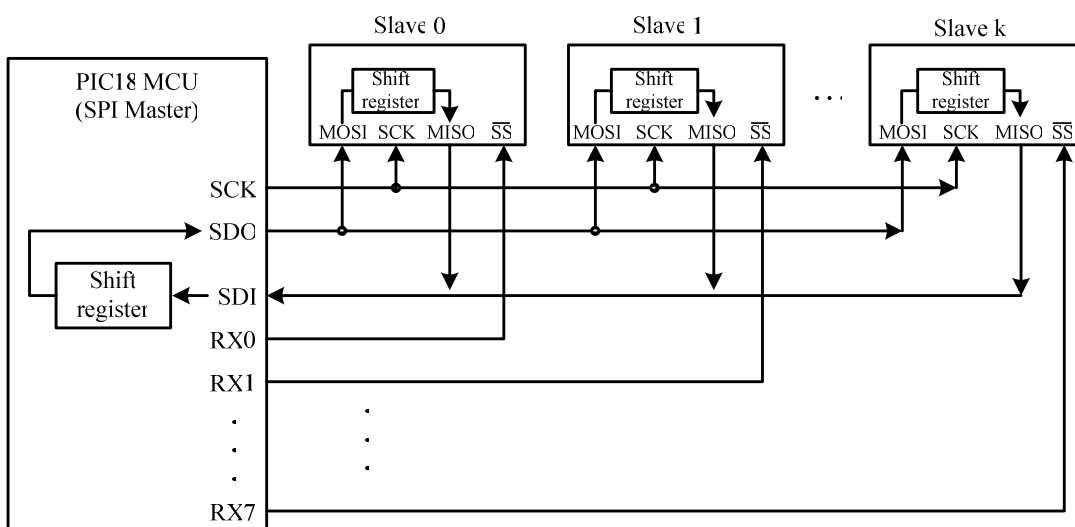 Slave 0
Slave 1
Slave k
PIC18 MCU
(SPI Master)
Shift
register
Shift
register
Shift
register
...
MOSI SCK MISO SS
MOSI SCK MISO SS
MOSI SCK MISO SS
SCK
SDO
Shift
register
SDI
RX0
RX1
RX7